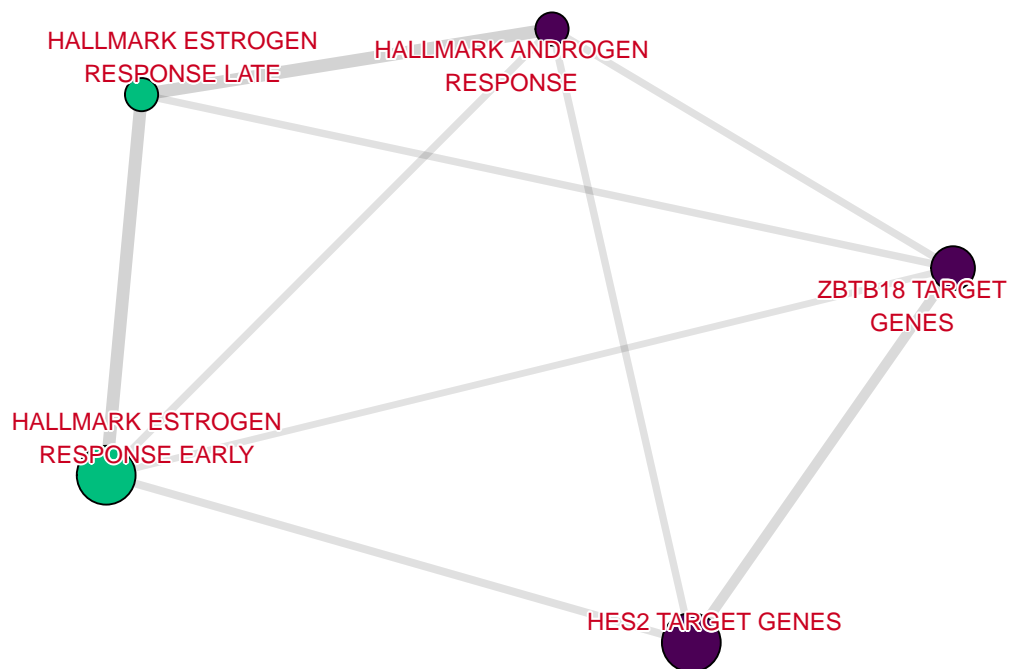 HALLMARK ESTROGEN
RESPONSE LATE
HALLMARK ANDROGEN
RESPONSE
ZBTB18 TARGET
GENES
HALLMARK ESTROGEN
RESPONSE EARLY
HES2 TARGET GENES